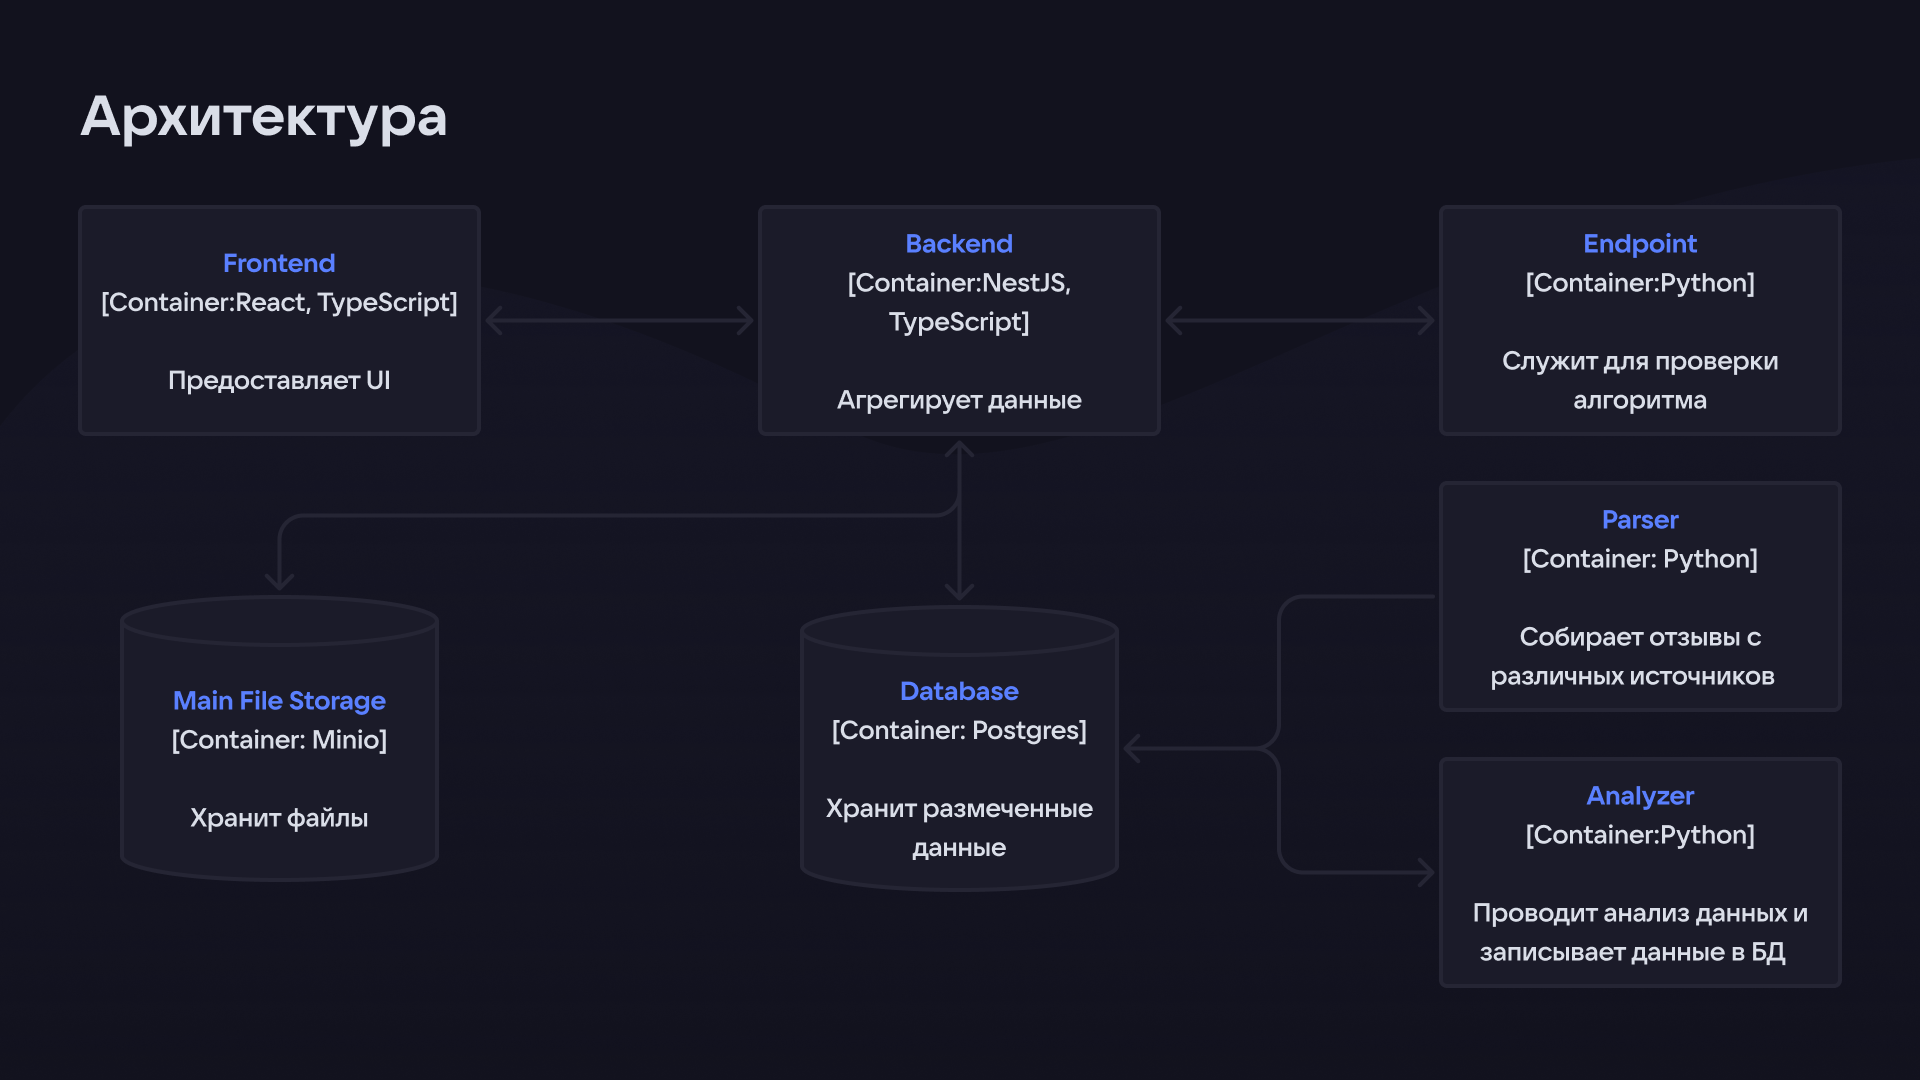 Архитектура
Frontend
[Container:React, TypeScript]
Предоставляет UI
Backend
[Container:NestJS,
TypeScript]
Агрегирует данные
Endpoint
[Container:Python]
Служит для проверки
алгоритма
Parser
[Container: Python]
Собирает отзывы с
различных источников
Main File Storage
[Container: Minio]
Хранит файлы
Database
[Container: Postgres]
Хранит размеченные
данные
Analyzer
[Container:Python]
Проводит анализ данных и
записывает данные в БД